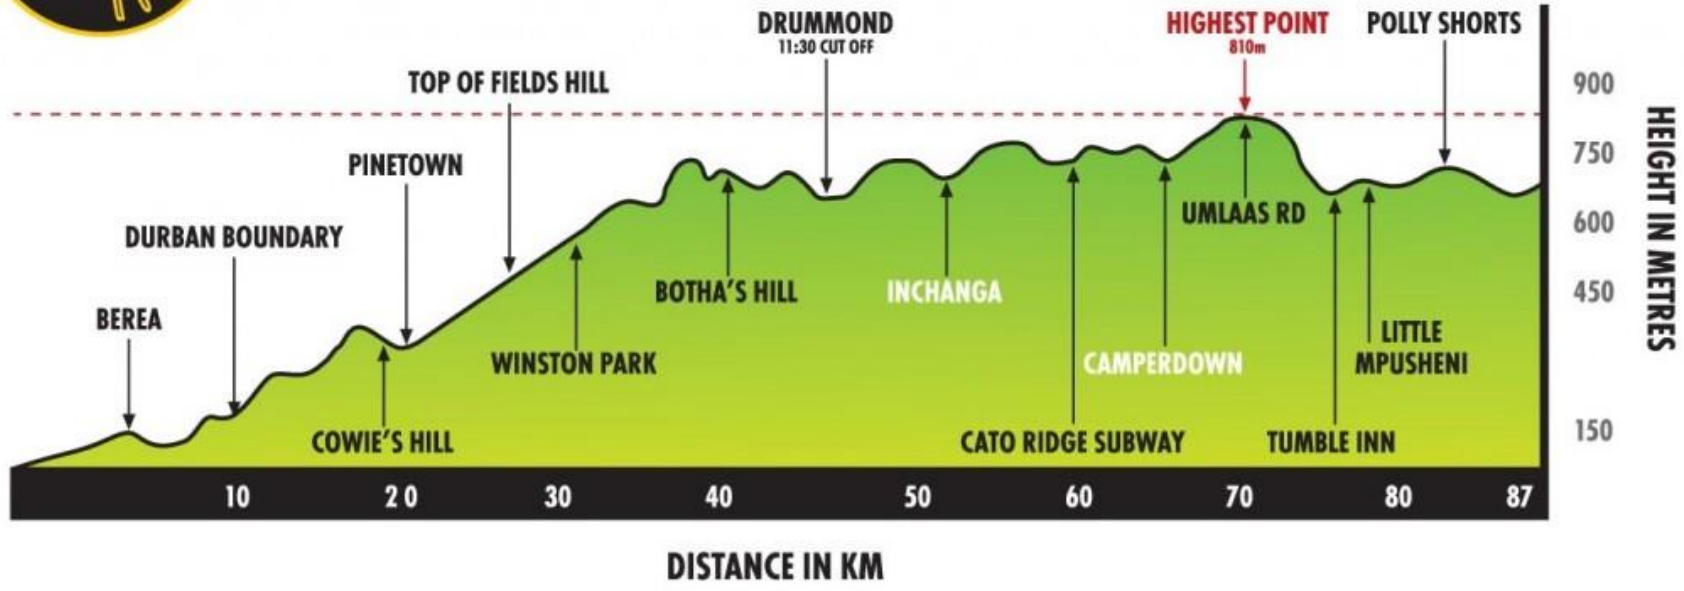 DRUMMOND
11:30 CUT OFF
HIGHEST POINT
810m
POLLY SHORTS
TOP OF FIELDS HILL
900
PINETOWN
750
DURBAN BOUNDARY
UMLAAS RD
600
BEREA
BOTHA'S HILL
INCHANGA
450
WINSTON PARK
CAMPERDOWN
LITTLE
MPUSHENI
COWIE'S HILL
CATO RIDGE SUBWAY
TUMBLE INN
150
HEIGHT IN METRES
10 20 30 40 50 60 70 80 87
DISTANCE IN KM